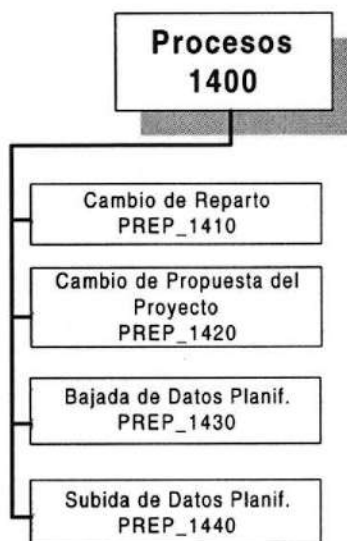 Procesos
1400
Cambio de Reparto
PREP_1410
Cambio de Propuesta del
Proyecto
PREP_1420
Bajada de Datos Planif.
PREP_1430
Subida de Datos Planif.
PREP_1440